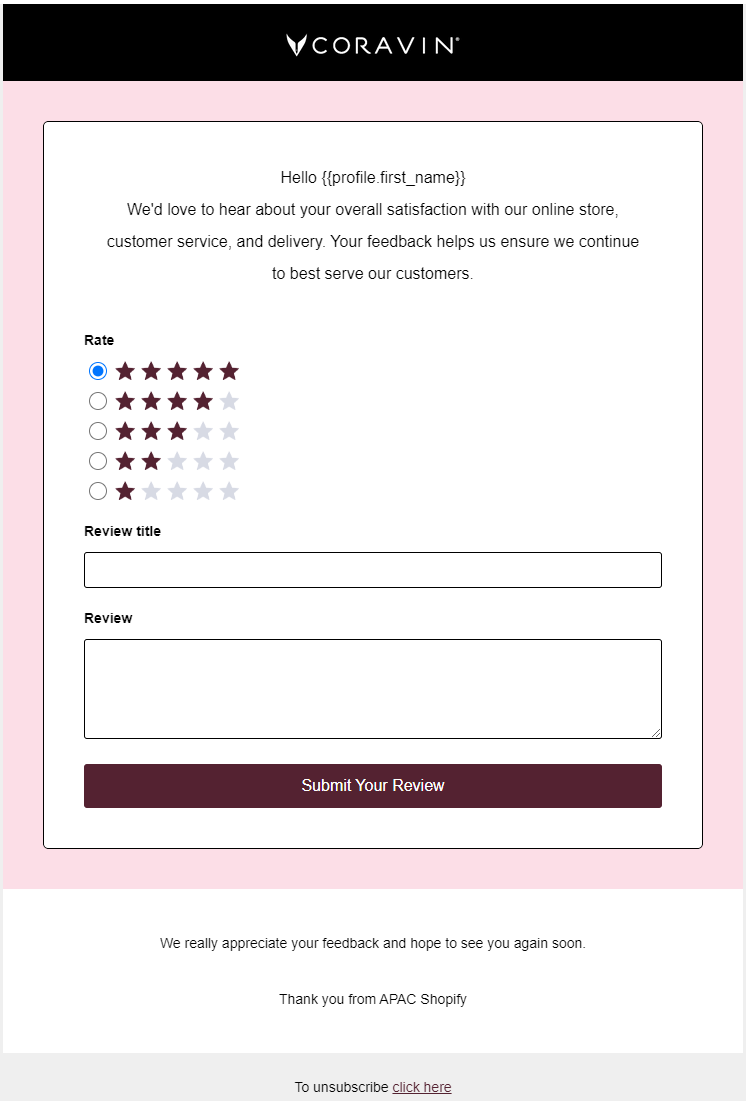 CORAVIN
Hello {{profile.first_name}}
We'd love to hear about your overall satisfaction with our online store,
customer service, and delivery. Your feedback helps us ensure we continue
to best serve our customers.
Rate
Review title
Review
Submit Your Review
We really appreciate your feedback and hope to see you again soon.
Thank you from APAC Shopify
To unsubscribe click here